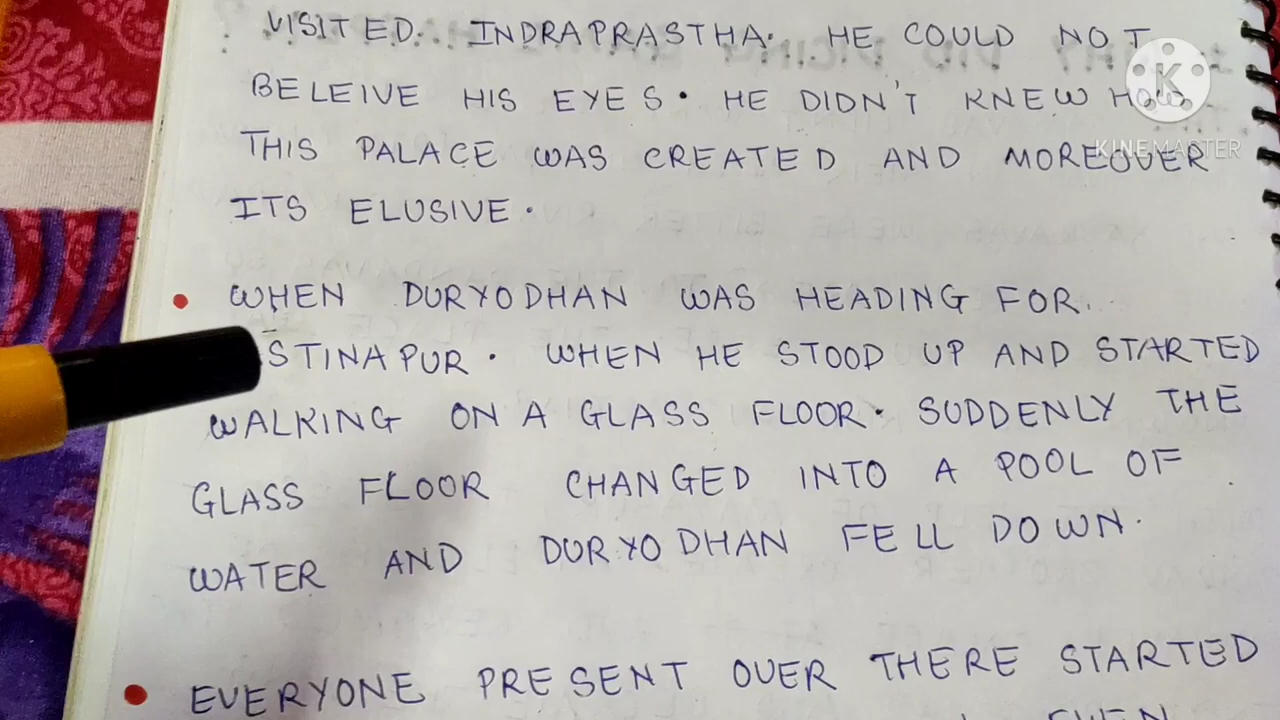 VISITED. INDRAPRASTHA. HE COULD NOT
BELEIVE HIS EYES. HE DIDN'T KNEW HOW
THIS PALACE WAS CREATED AND MOREOVER
ITS ELUSIVE.
WHEN DURYODHAN WAS HEADING FOR.
STINAPUR. WHEN HE STOOD UP AND STARTED
WALKING ON A GLASS FLOOR. SUDDENLY THE
GLASS FLOOR CHANGED INTO A POOL OF
WATER AND DURYODHAN FELL DOWN.
EVERYONE PRESENT OVER THERE STARTED
EVEN
K
KINEMASTER